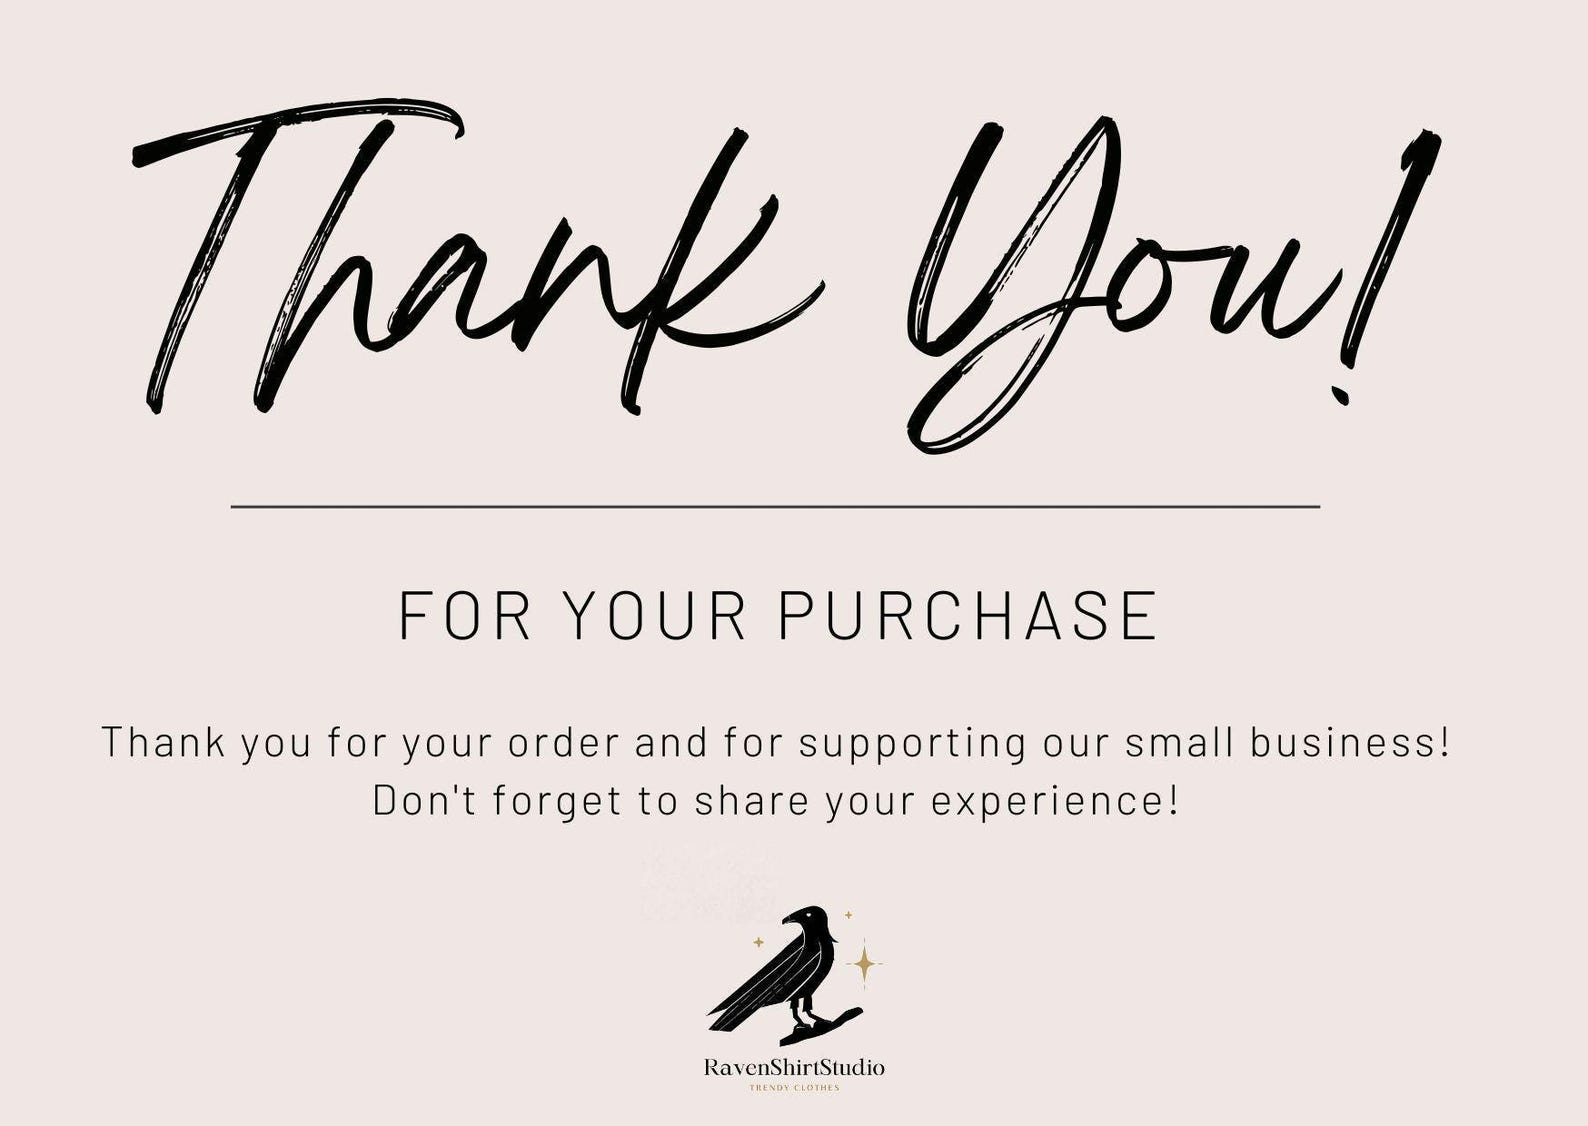 Thank You!
FOR YOUR PURCHASE
Thank you for your order and for supporting our small business!
Don't forget to share your experience!
RavenShirtStudio
TRENDY CLOTHES